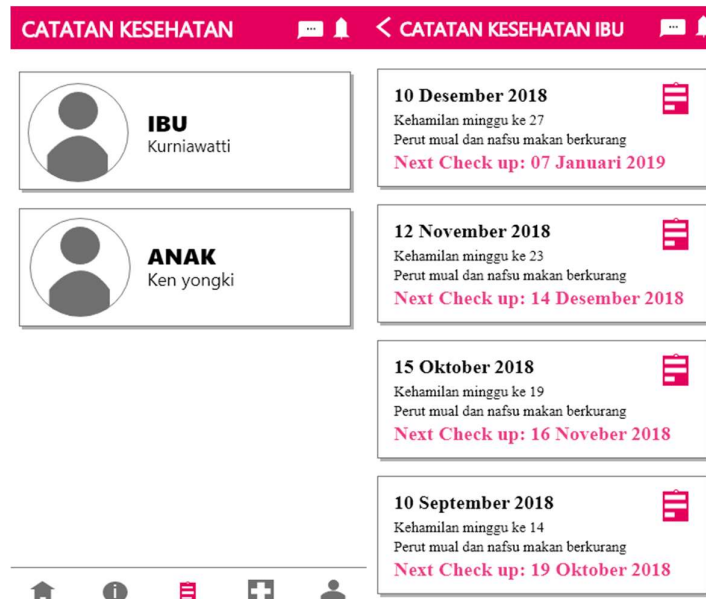 CATATAN KESEHATAN
IBU
Kurniawatti
ANAK
Ken yongki
CATATAN KESEHATAN IBU
10 Desember 2018
Kehamilan minggu ke 27
Perut mual dan nafsu makan berkurang
Next Check up: 07 Januari 2019
12 November 2018
Kehamilan minggu ke 23
Perut mual dan nafsu makan berkurang
Next Check up: 14 Desember 2018
15 Oktober 2018
Kehamilan minggu ke 19
Perut mual dan nafsu makan berkurang
Next Check up: 16 Noveber 2018
10 September 2018
Kehamilan minggu ke 14
Perut mual dan nafsu makan berkurang
Next Check up: 19 Oktober 2018